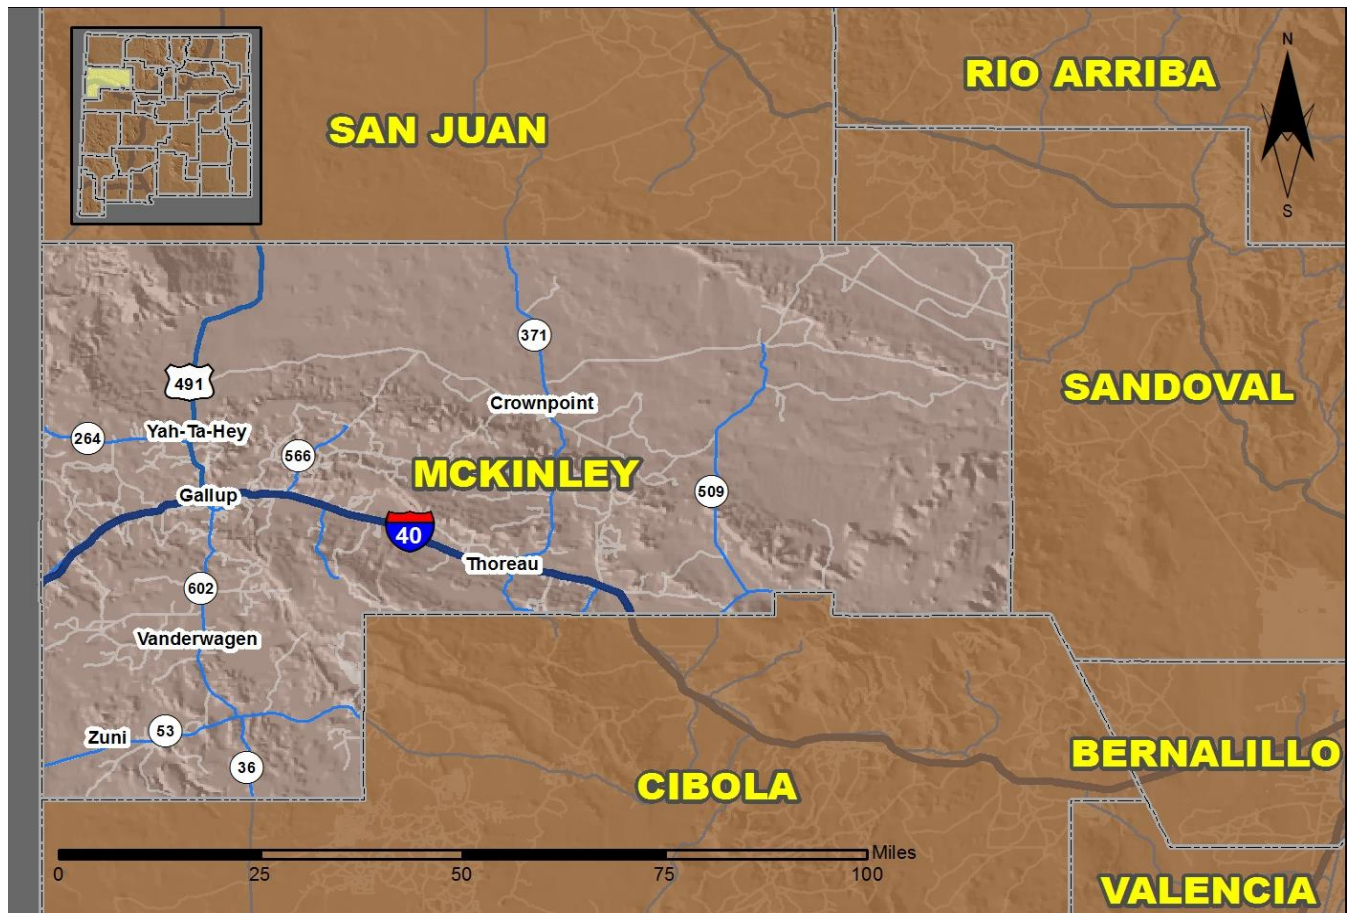 N
RIO ARRIBA
SAN JUAN
S
371
491
SANDOVAL
Crownpoint
264
Yah-Ta-Hey
566
MCKINLEY
509
Gallup
40
Thoreau
602
Vanderwagen
53
Zuni
36
BERNALILLO
CIBOLA
Miles
0 25 50 75 100
VALENCIA